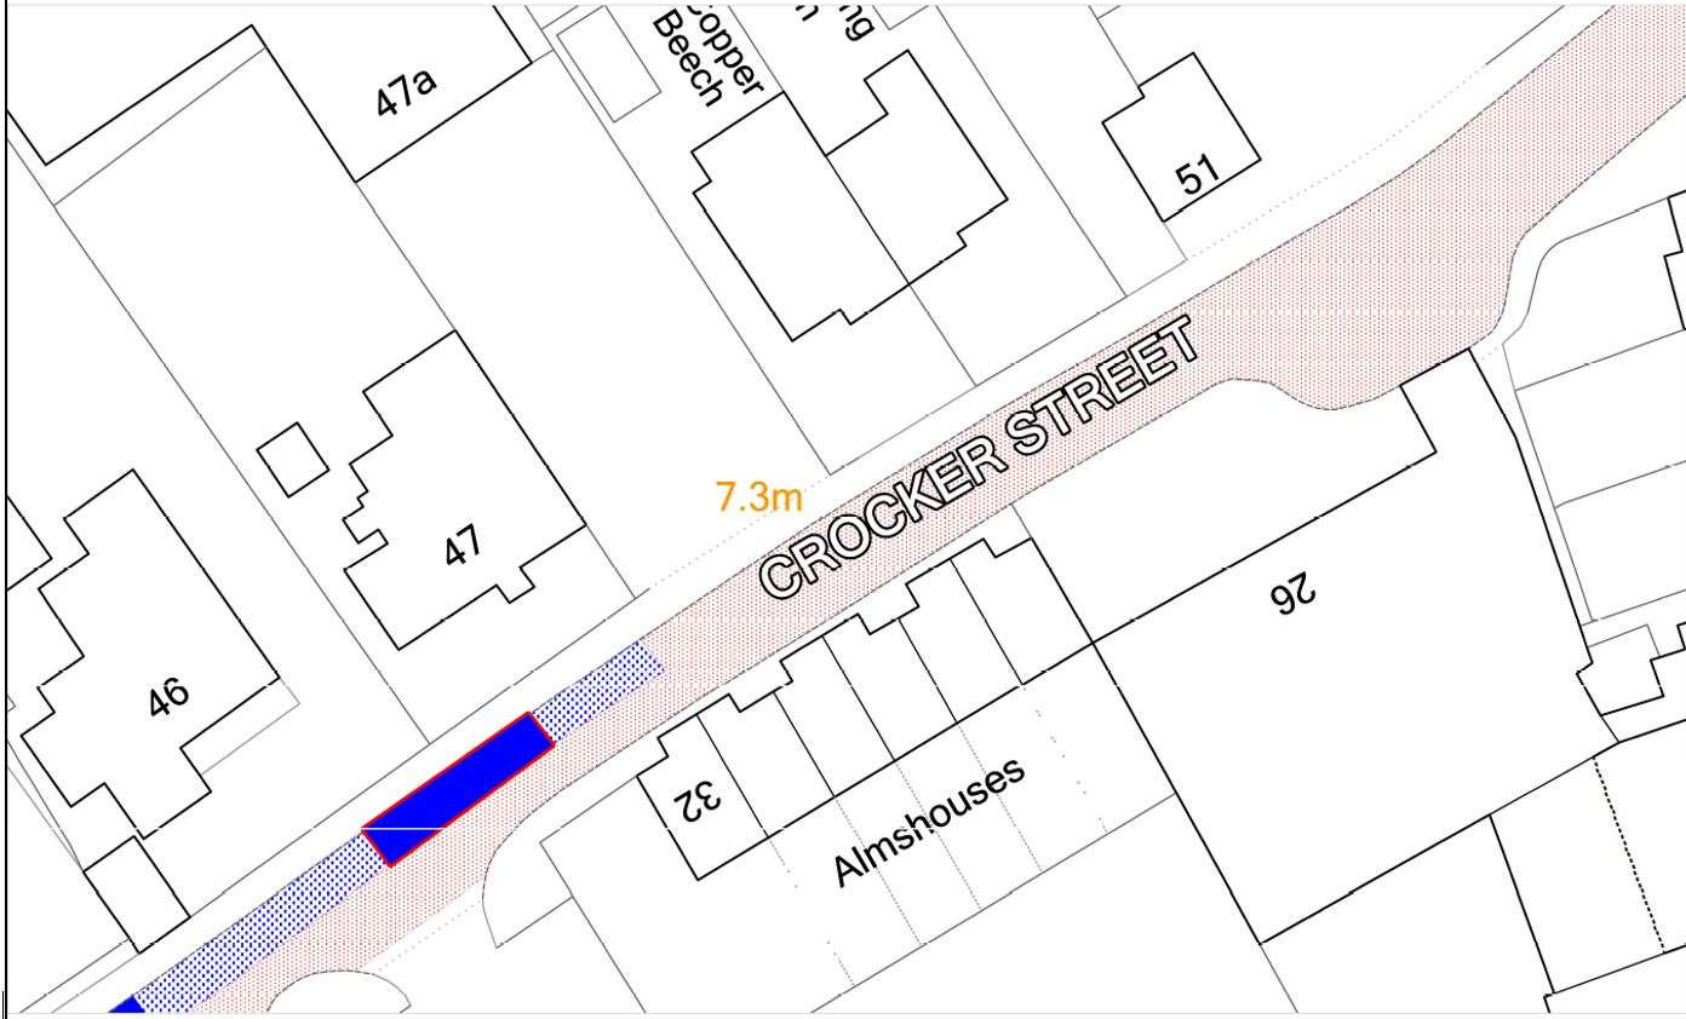 47a
Copper
Beech
51
47
46
7.3m
CROCKER STREET
26
32
Almshouses